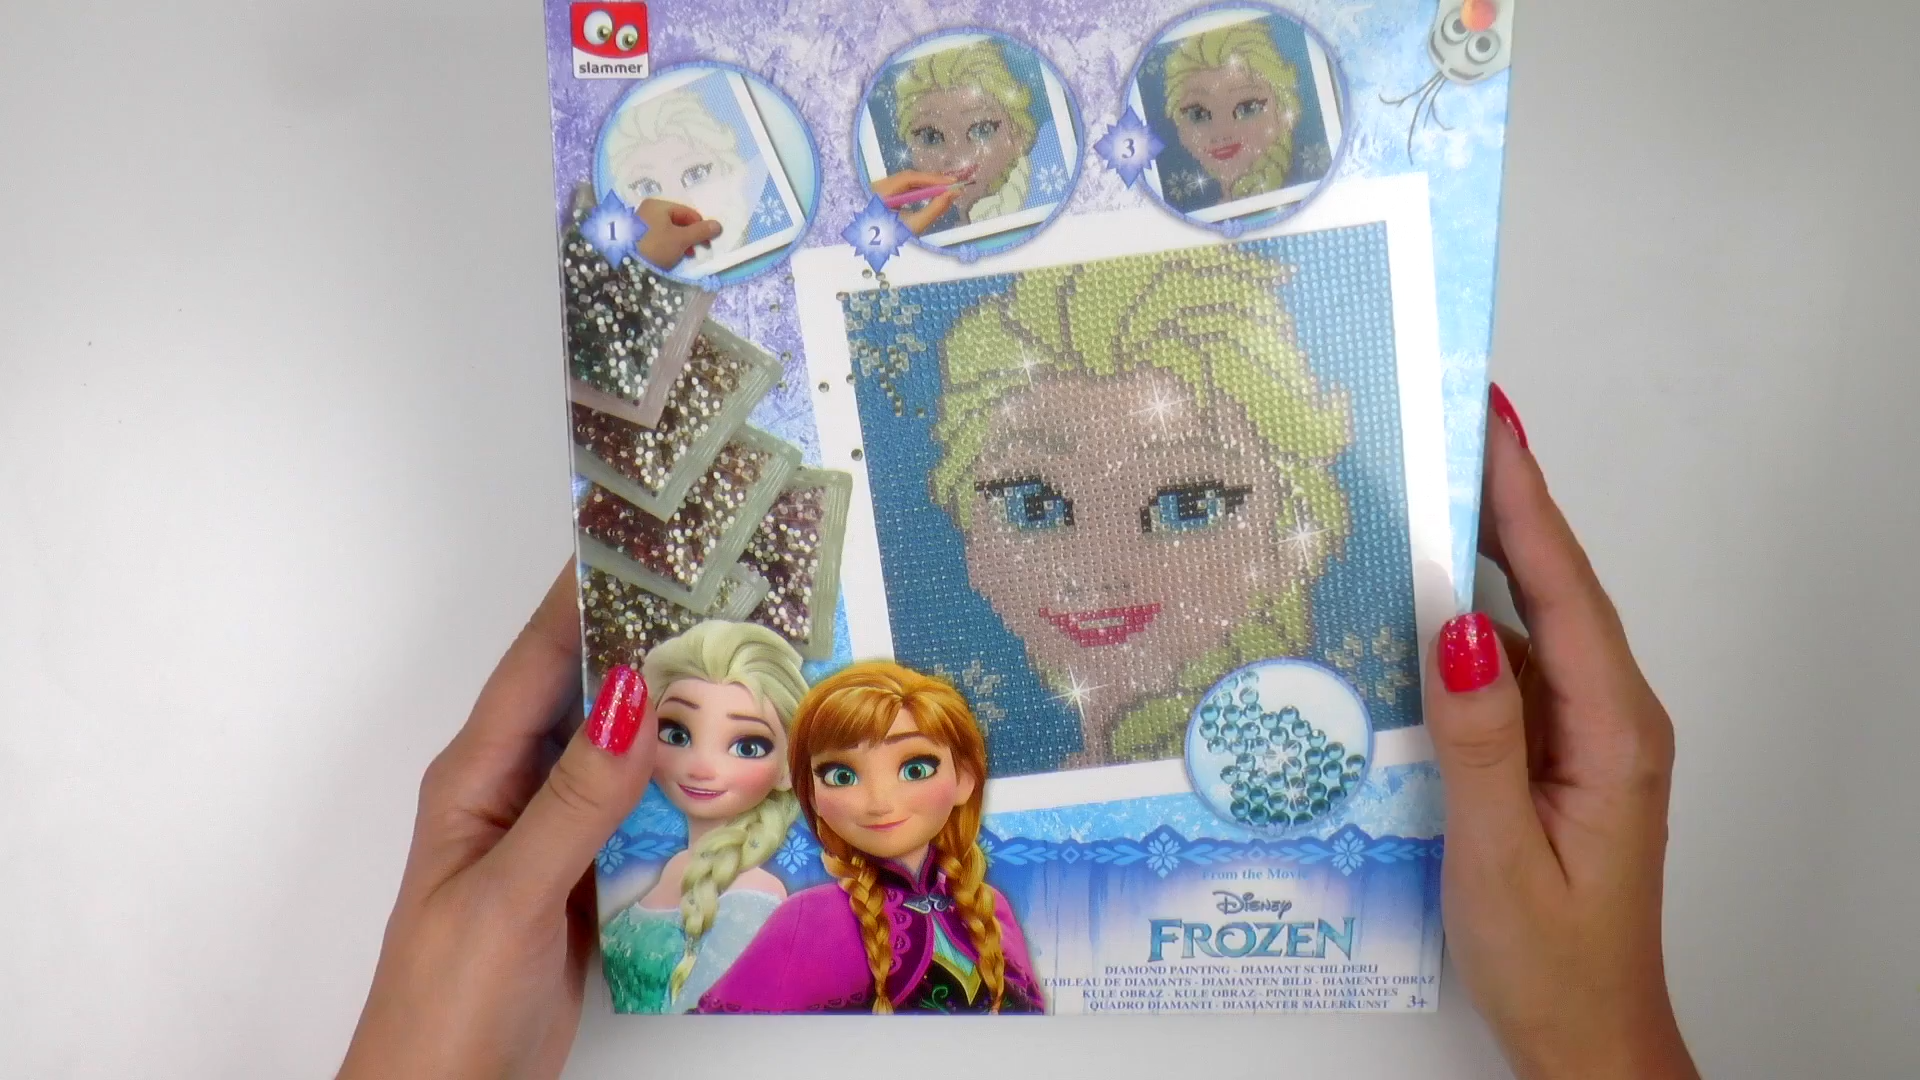 slammer
1
2
3
From the Movie
Disney
FROZEN
DIAMOND PAINTING - DIAMANT SCHILDERIJ
TABLEAU DE DIAMANTS - DIAMANTEN BILD - DIAMENTY OBRAZ
KULE OBRAZ - KULE OBRAZ - PINTURA DIAMANTES
QUADRO DIAMANTI - DIAMANTER MALERKUNST 3+